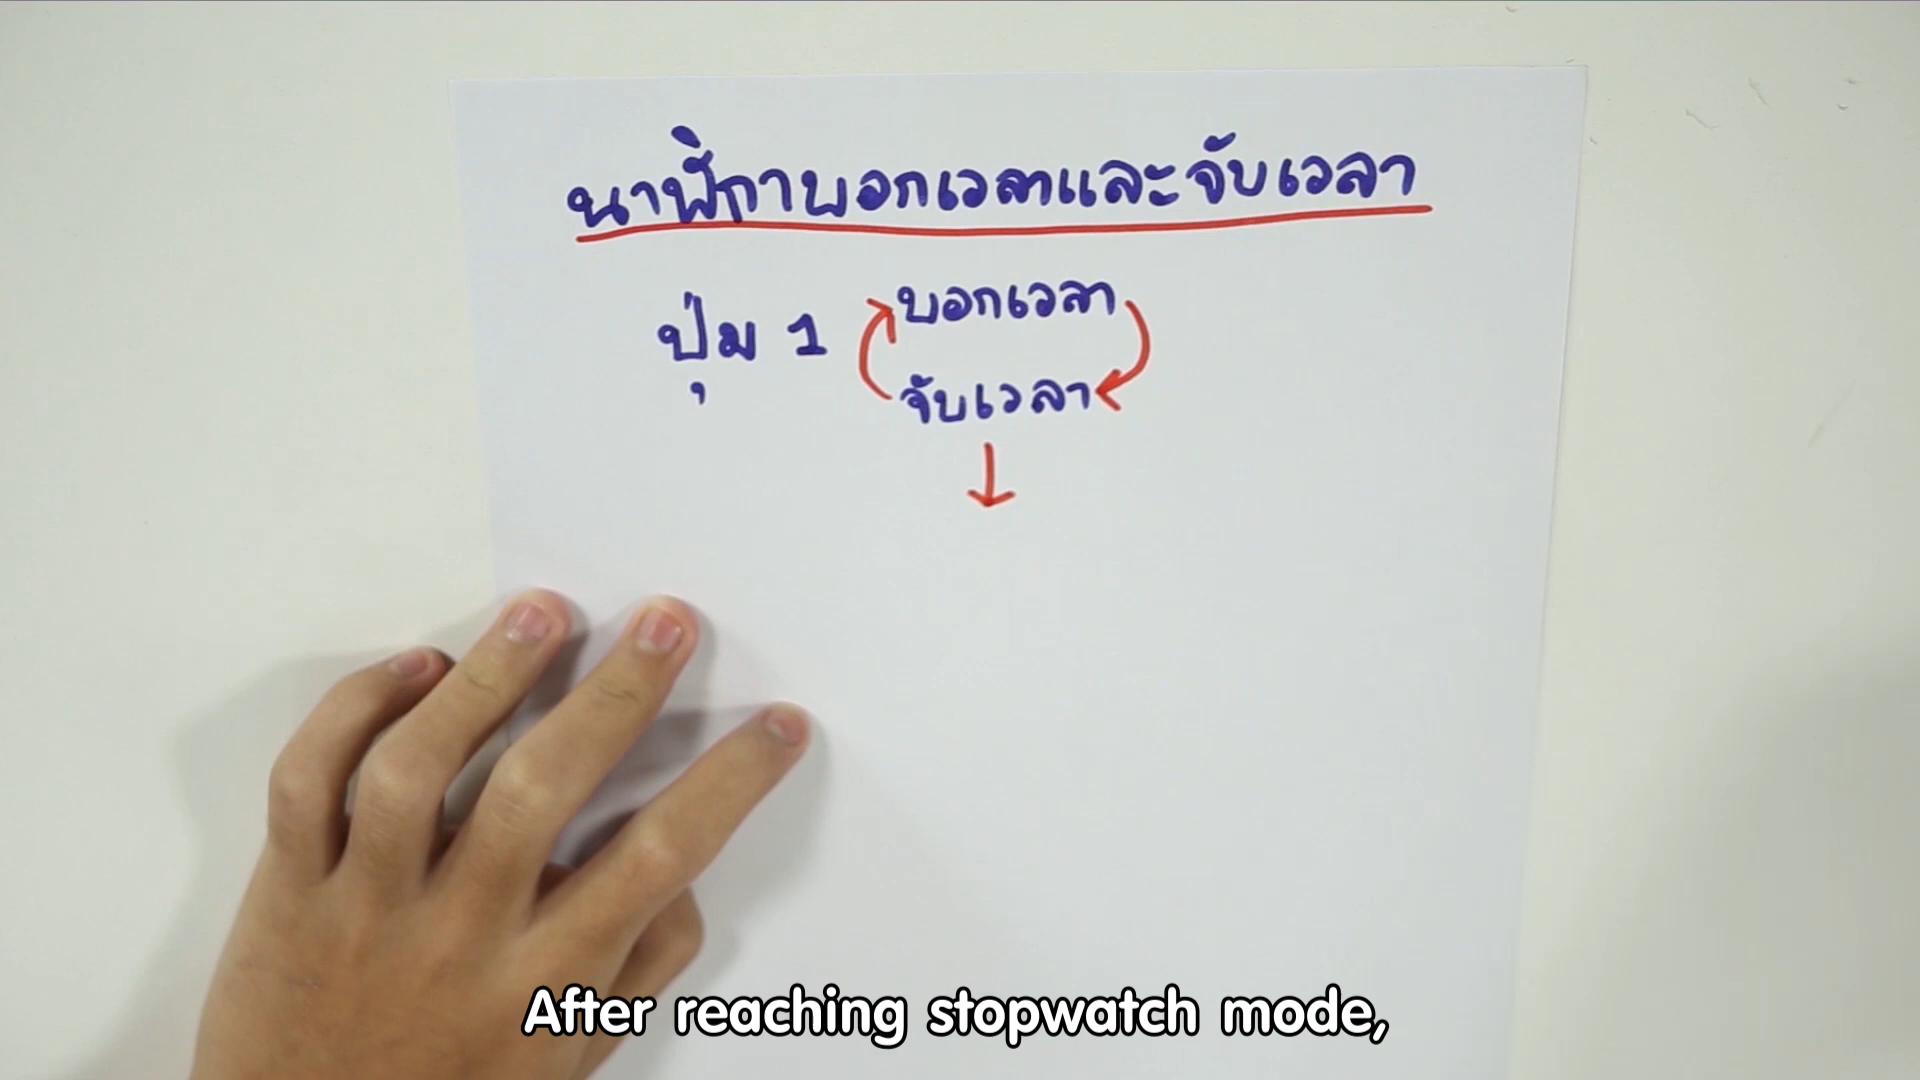 นาฬิกาบอกเวลาและจับเวลา
ปุ่ม 1
บอกเวลา
จับเวลา
After reaching stopwatch mode,